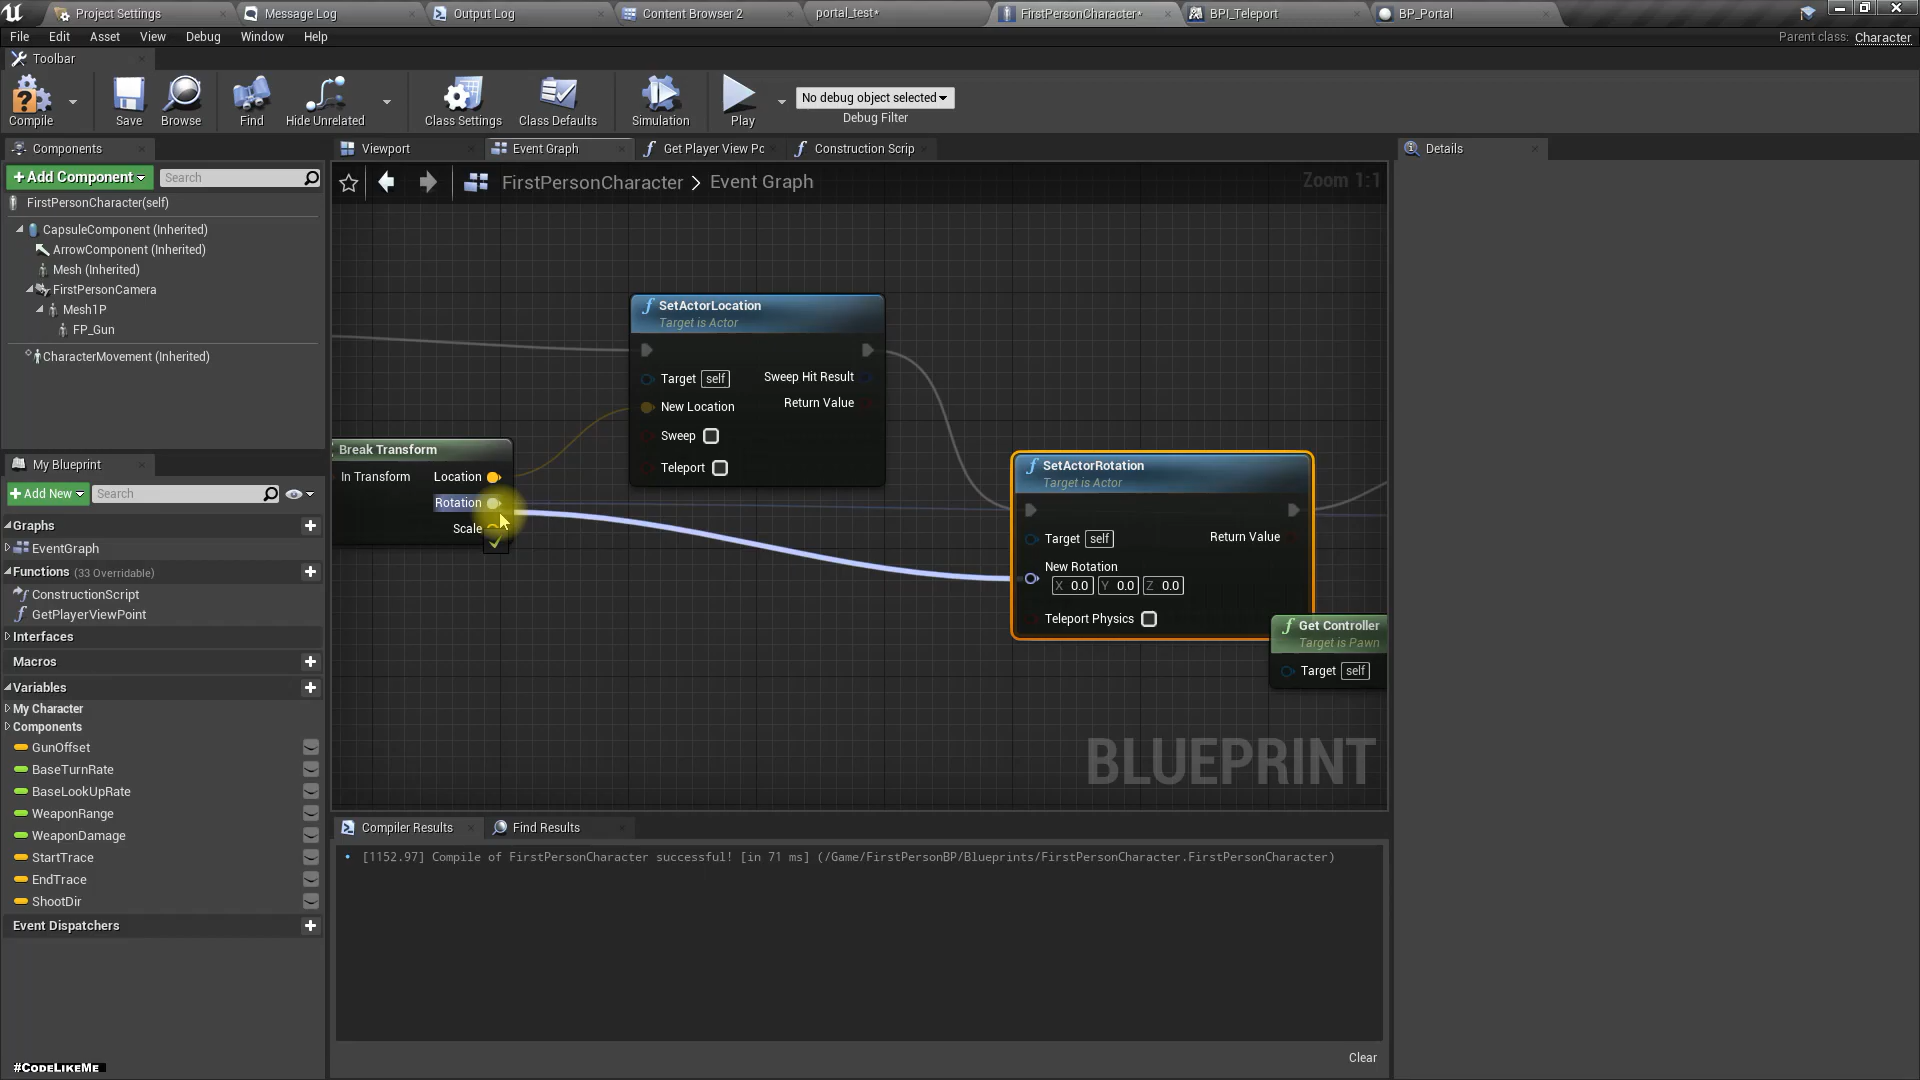 Project Settings
Message Log
Output Log
Content Browser 2
portal_test*
FirstPersonCharacter*
BPI_Teleport
BP_Portal
File Edit Asset View Debug Window Help
Parent class: Character
Toolbar
Compile
Save
Browse
Find
Hide Unrelated
Class Settings
Class Defaults
Simulation
Play
No debug object selected
Debug Filter
Components
+Add Component
Search
FirstPersonCharacter(self)
CapsuleComponent (Inherited)
ArrowComponent (Inherited)
Mesh (Inherited)
FirstPersonCamera
Mesh1P
FP_Gun
CharacterMovement (Inherited)
My Blueprint
+Add New
Search
Graphs
EventGraph
Functions (33 Overridable)
ConstructionScript
GetPlayerViewPoint
Interfaces
Macros
Variables
My Character
Components
GunOffset
BaseTurnRate
BaseLookUpRate
WeaponRange
WeaponDamage
StartTrace
EndTrace
ShootDir
Event Dispatchers
#CodeLikeMe
Viewport
Event Graph
Get Player View Pc
Construction Scrip
FirstPersonCharacter > Event Graph
Zoom 1:1
SetActorLocation
Target is Actor
Target self
Sweep Hit Result
New Location
Return Value
Sweep
Teleport
Break Transform
In Transform
Location
Rotation
Scale
SetActorRotation
Target is Actor
Target self
Return Value
New Rotation
X 0.0 Y 0.0 Z 0.0
Teleport Physics
Get Controller
Target is Pawn
Target self
BLUEPRINT
Compiler Results
Find Results
[1152.97] Compile of FirstPersonCharacter successful! [in 71 ms] (/Game/FirstPersonBP/Blueprints/FirstPersonCharacter.FirstPersonCharacter)
Clear
Details